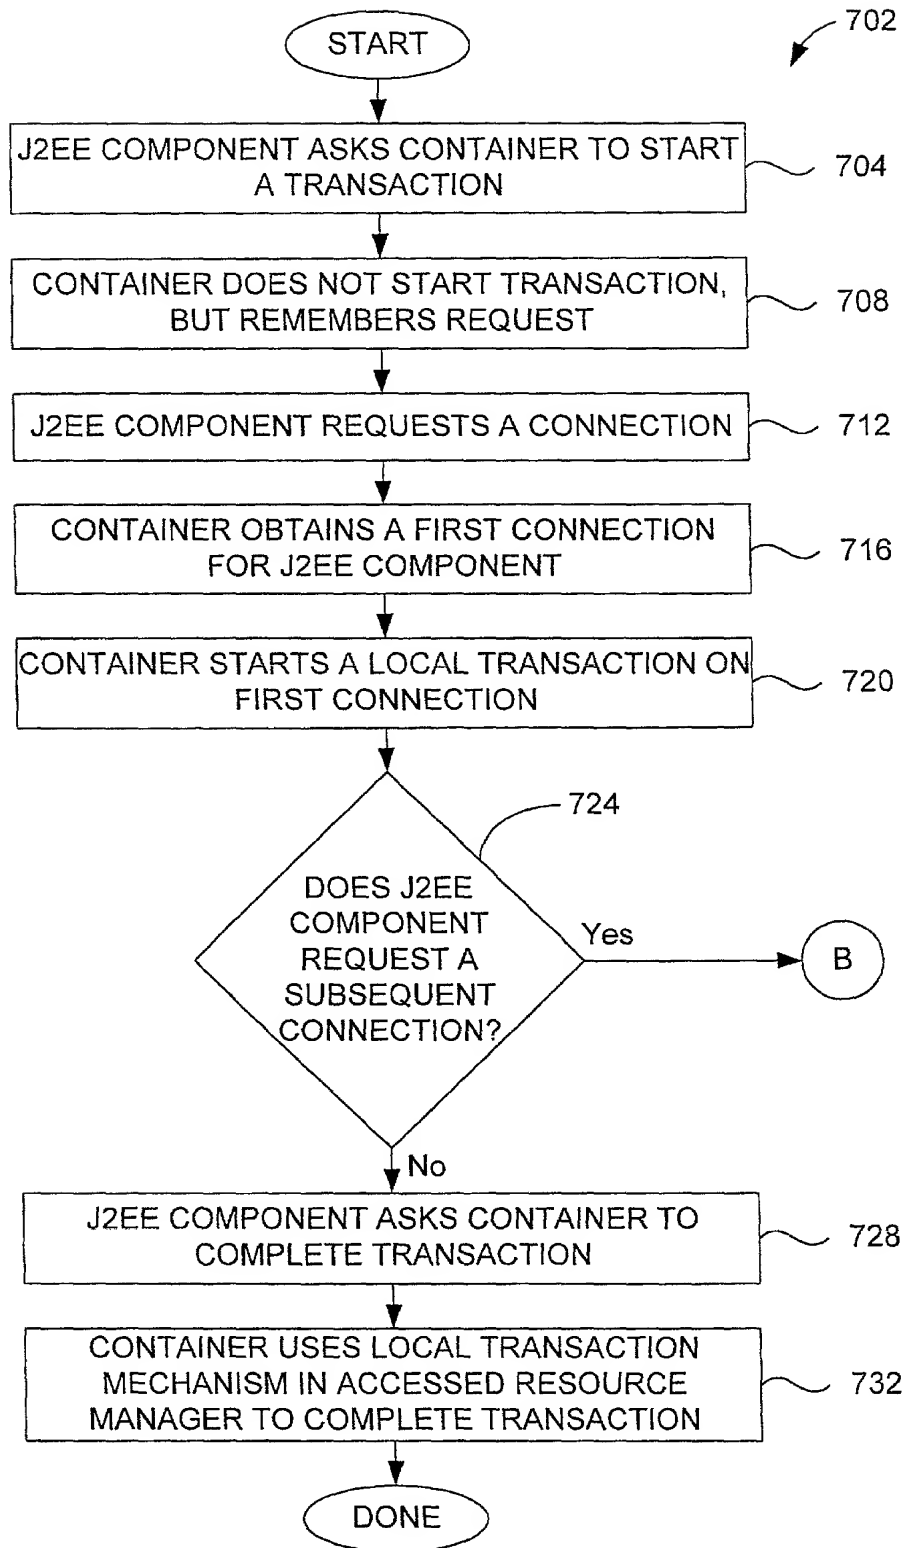 START
702
J2EE COMPONENT ASKS CONTAINER TO START
A TRANSACTION
704
CONTAINER DOES NOT START TRANSACTION,
BUT REMEMBERS REQUEST
708
J2EE COMPONENT REQUESTS A CONNECTION
712
CONTAINER OBTAINS A FIRST CONNECTION
FOR J2EE COMPONENT
716
CONTAINER STARTS A LOCAL TRANSACTION ON
FIRST CONNECTION
720
724
DOES J2EE
COMPONENT
REQUEST A
SUBSEQUENT
CONNECTION?
Yes
B
No
J2EE COMPONENT ASKS CONTAINER TO
COMPLETE TRANSACTION
728
CONTAINER USES LOCAL TRANSACTION
MECHANISM IN ACCESSED RESOURCE
MANAGER TO COMPLETE TRANSACTION
732
DONE